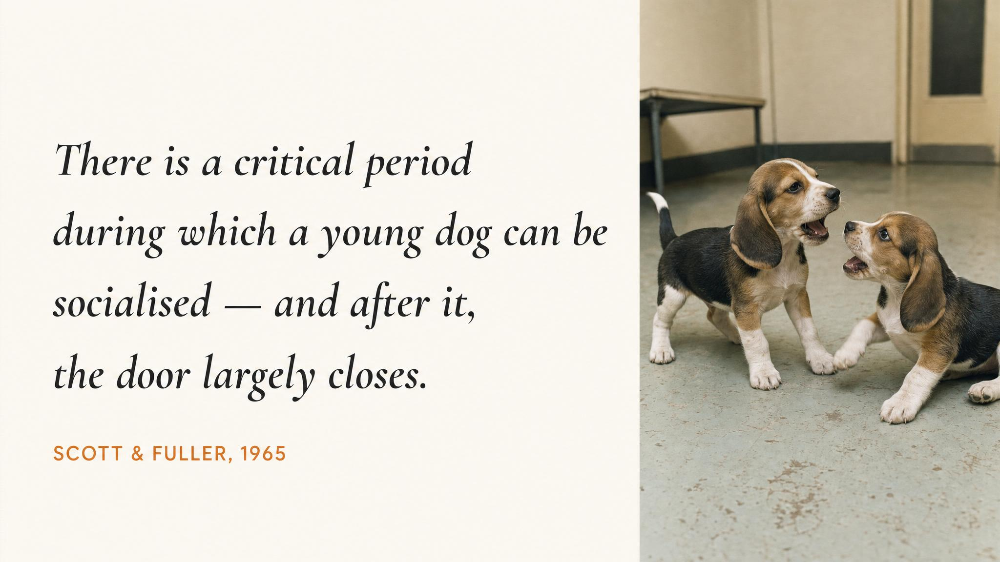 There is a critical period
during which a young dog can be
socialised — and after it,
the door largely closes.
SCOTT & FULLER, 1965